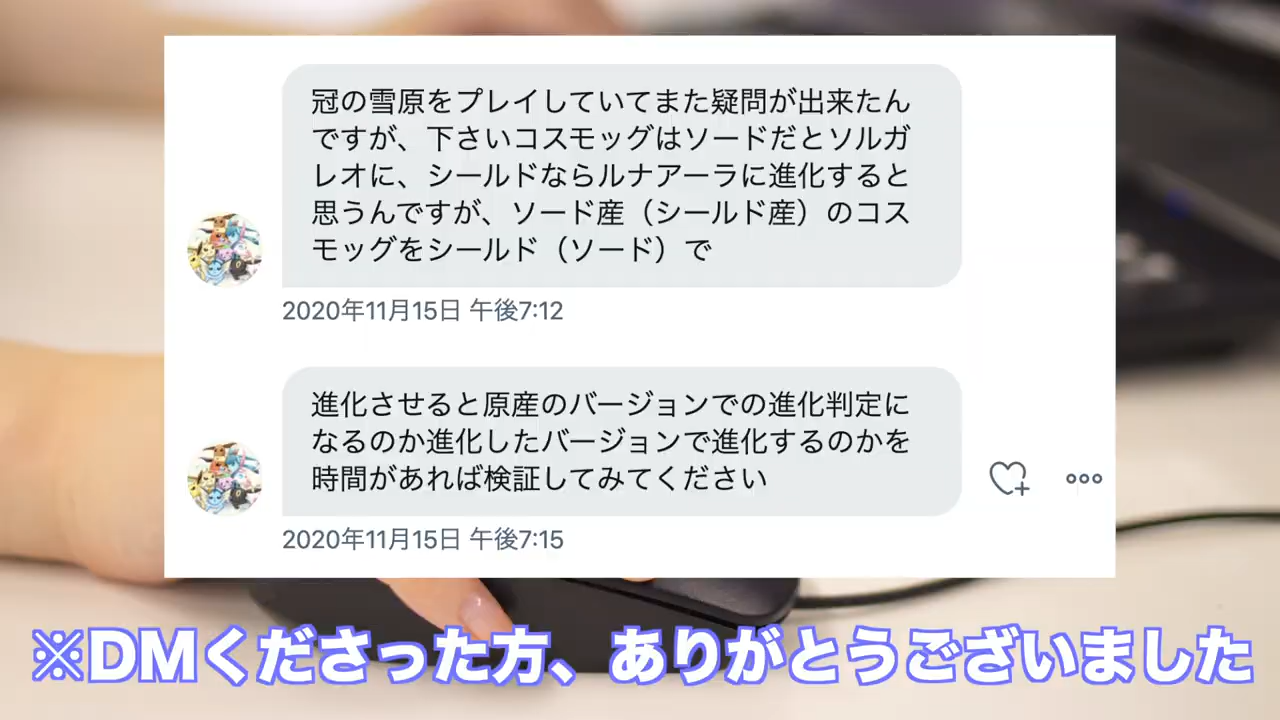 冠の雪原をプレイしていてまた疑問が出来たん
ですが、下さいコスモッグはソードだとソルガ
レオに、シールドならルナアーラに進化すると
思うんですが、ソード産（シールド産）のコス
モッグをシールド（ソード）で
2020年11月15日 午後7:12
進化させると原産のバージョンでの進化判定に
なるのか進化したバージョンで進化するのかを
時間があれば検証してみてください
2020年11月15日 午後7:15
※DMくださった方、ありがとうございました